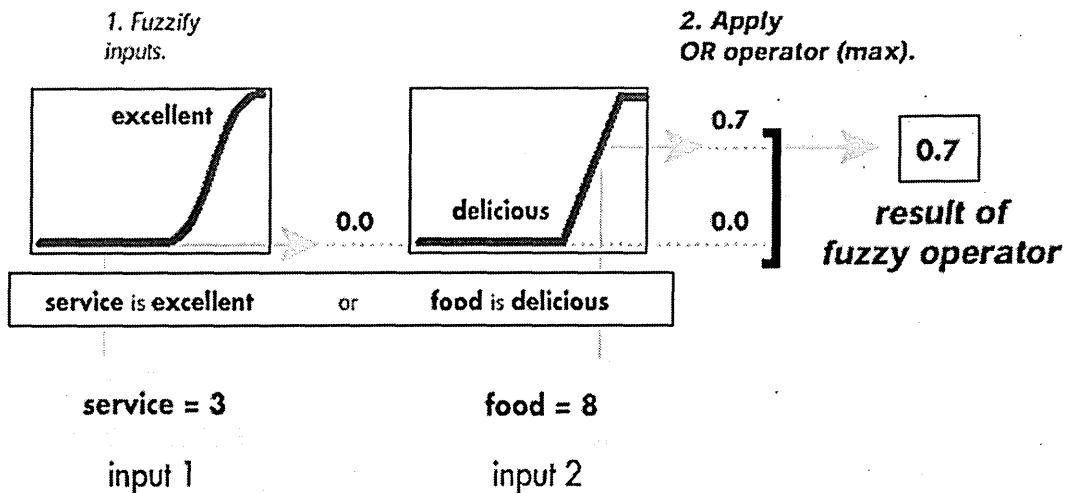 1. Fuzzify
inputs.
2. Apply
OR operator (max).
excellent
0.0
delicious
0.7
0.0
0.7
result of
fuzzy operator
service is excellent or food is delicious
service = 3
food = 8
input 1
input 2